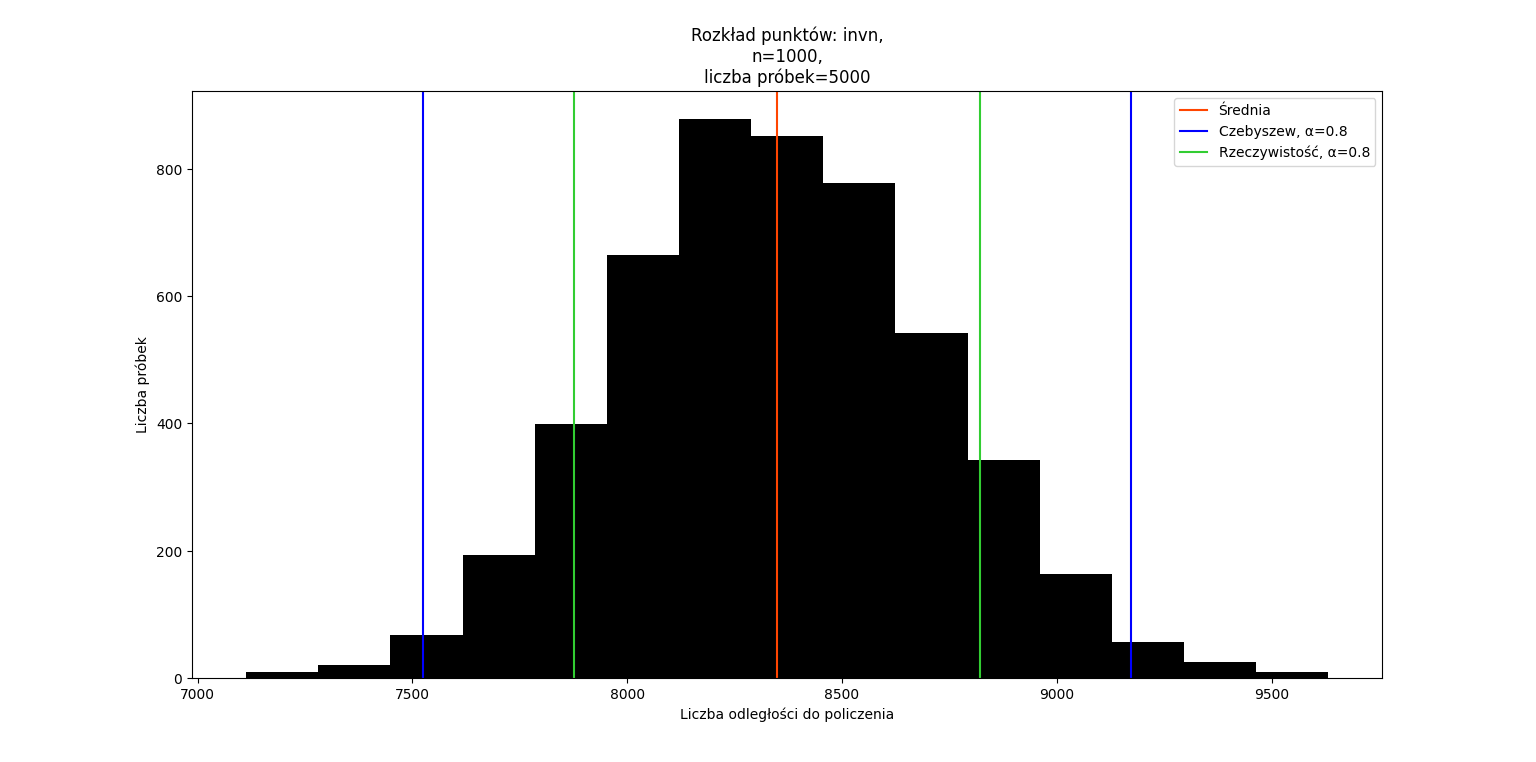 Rozkład punktów: invn,
n=1000,
liczba próbek=5000
Średnia
Czebyszew, α=0.8
Rzeczywistość, α=0.8
Liczba próbek
800
600
400
200
0
7000
7500
8000
8500
9000
9500
Liczba odległości do policzenia